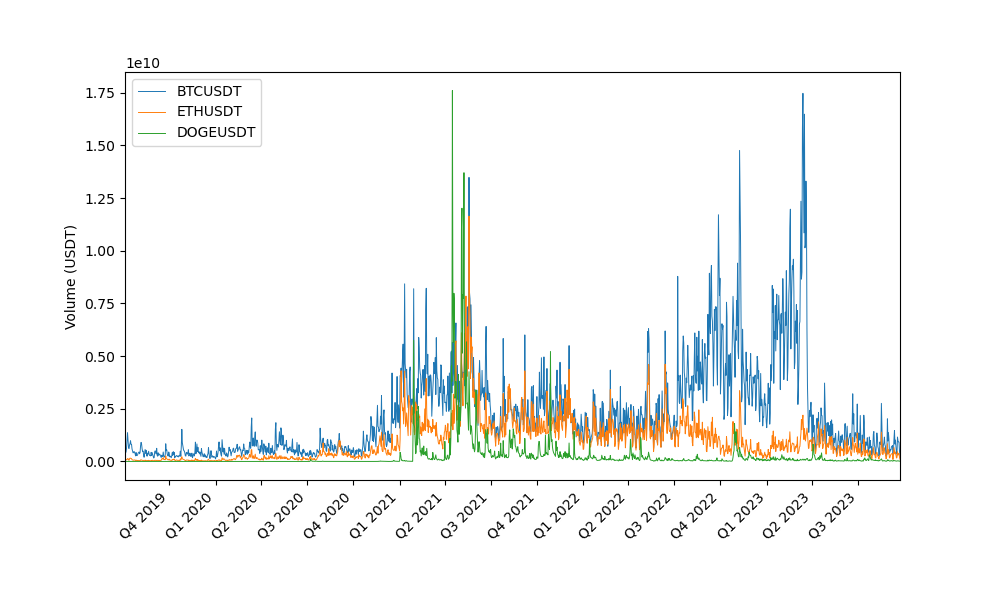 1e10
BTCUSDT
ETHUSDT
DOGEUSDT
1.75
1.50
1.25
1.00
0.75
0.50
0.25
0.00
Volume (USDT)
Q4 2019
Q1 2020
Q2 2020
Q3 2020
Q4 2020
Q1 2021
Q2 2021
Q3 2021
Q4 2021
Q1 2022
Q2 2022
Q3 2022
Q4 2022
Q1 2023
Q2 2023
Q3 2023